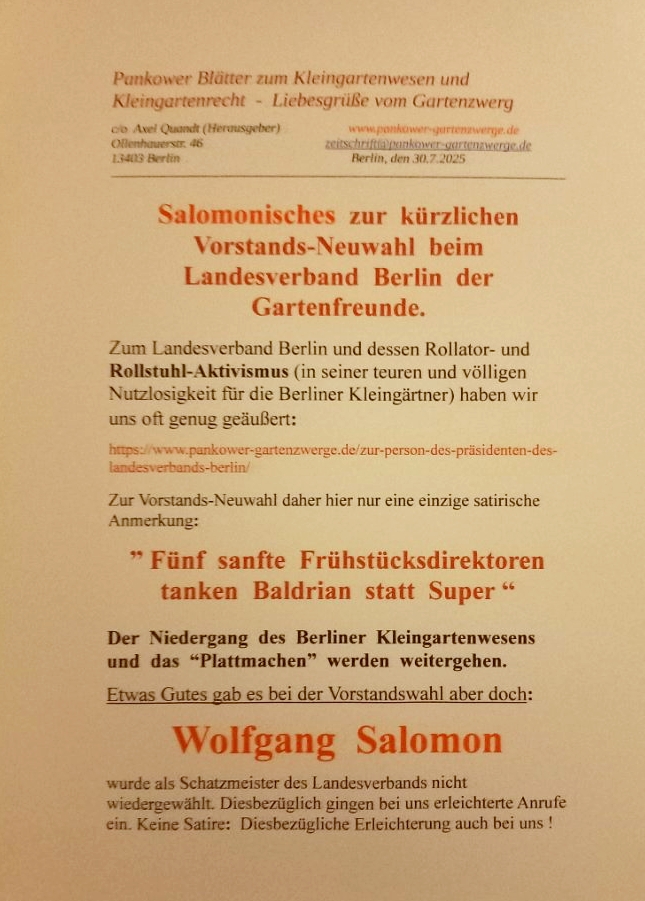 Pankower Blätter zum Kleingartenwesen und
Kleingartenrecht - Liebesgrüße vom Gartenzwerg
c/o Axel Quandt (Herausgeber)
Ollenhauerstr. 46
13403 Berlin
www.pankower-gartenzwerge.de
zeitschrift@pankower-gartenzwerge.de
Berlin, den 30.7.2025
Salomonisches zur kürzlichen
Vorstands-Neuwahl beim
Landesverband Berlin der
Gartenfreunde.
Zum Landesverband Berlin und dessen Rollator- und
Rollstuhl-Aktivismus (in seiner teuren und völligen
Nutzlosigkeit für die Berliner Kleingärtner) haben wir
uns oft genug geäußert:
https://www.pankower-gartenzwerge.de/zur-person-des-präsidenten-des-
landesverbands-berlin/
Zur Vorstands-Neuwahl daher hier nur eine einzige satirische
Anmerkung:
” Fünf sanfte Frühstücksdirektoren
tanken Baldrian statt Super “
Der Niedergang des Berliner Kleingartenwesens
und das “Plattmachen” werden weitergehen.
Etwas Gutes gab es bei der Vorstandswahl aber doch:
Wolfgang Salomon
wurde als Schatzmeister des Landesverbands nicht
wiedergewählt. Diesbezüglich gingen bei uns erleichterte Anrufe
ein. Keine Satire: Diesbezügliche Erleichterung auch bei uns !